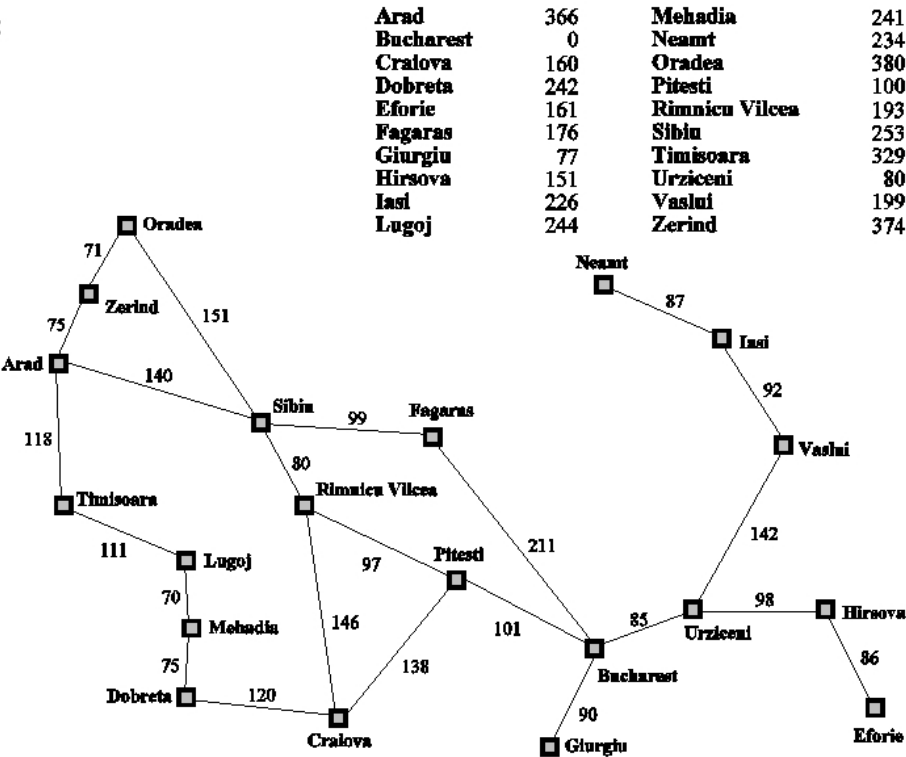 Arad 366 Mehadia 241
Bucharest 0 Neamt 234
Craiova 160 Oradea 380
Dobreta 242 Pitesti 100
Eforie 161 Rimnicu Vilcea 193
Fagaras 176 Sibiu 253
Giurgiu 77 Timisoara 329
Hirsova 151 Urziceni 80
Iasi 226 Vaslui 199
Lugoj 244 Zerind 374
Oradea
71
Neamt
87
Zerind
151
75
Iasi
Arad
140
92
Sibiu
99
Fagaras
118
Vaslui
80
Timisoara
Rimnicu Vilcea
142
111
Lugoj
97
Pitesti
211
70
98
Hirsova
Mehadia
146
101
85
Urziceni
75
138
86
Bucharest
Dobreta
120
90
Craiova
Giurgiu
Eforie